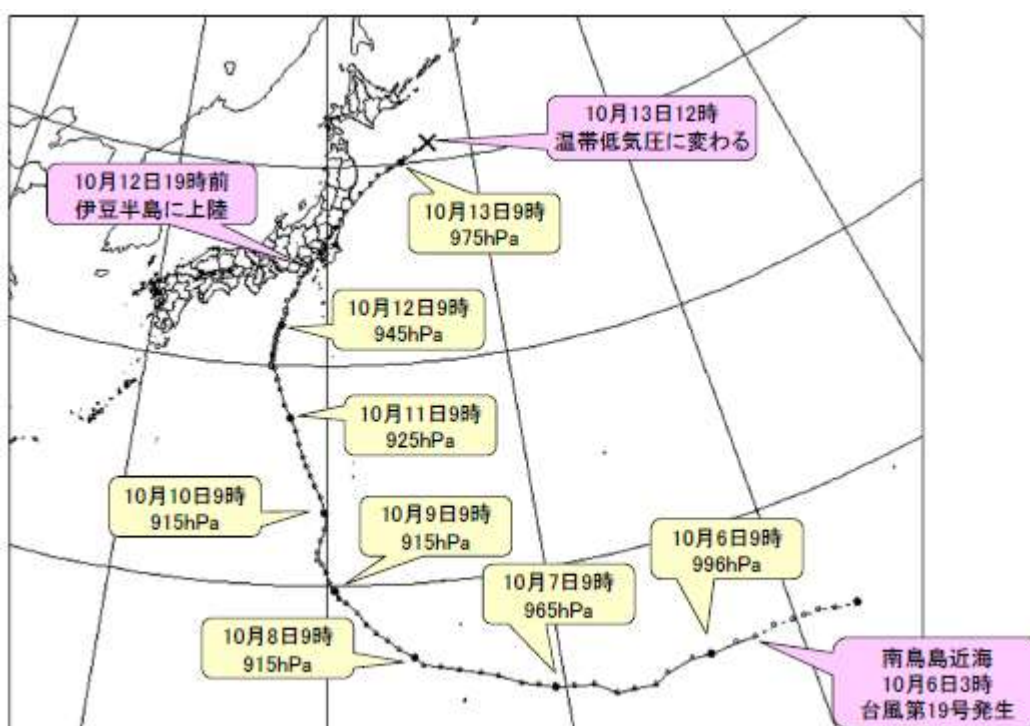 10月13日12時
温帯低気圧に変わる
10月12日19時前
伊豆半島に上陸
10月13日9時
975hPa
10月12日9時
945hPa
10月11日9時
925hPa
10月10日9時
915hPa
10月9日9時
915hPa
10月6日9時
996hPa
10月7日9時
965hPa
10月8日9時
915hPa
南鳥島近海
10月6日3時
台風第19号発生